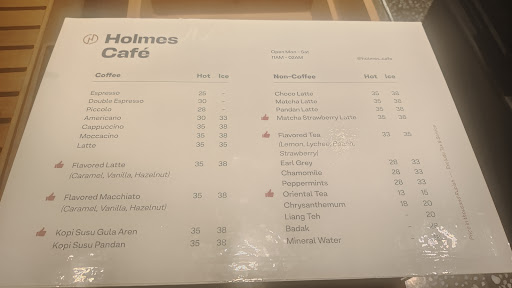 Holmes
Café
Open Mon - Sun
Coffee Hot Ice
Espresso 25 -
Double Espresso 30 -
Piccolo 28 -
Americano 30 33
Cappuccino 35 38
Moccacino 35 38
Latte 35 35
Flavored Latte 35 38
(Caramel, Vanilla, Hazelnut)
Flavored Macchiato 35 38
(Caramel, Vanilla, Hazelnut)
Kopi Susu Gula Aren 35 38
Kopi Susu Pandan 35 38
Non-Coffee Hot Ice
Choco Latte 35 38
Matcha Latte 35 38
Pandan Latte 35 38
Matcha Strawberry Latte 35 38
Flavored Tea 33 35
(Lemon, Lychee, Peach,
Strawberry)
Earl Grey 28 33
Chamomile 28 33
Peppermints 28 33
Oriental Tea 13 15
Chrysanthemum 18 20
Liang Teh - 20
Badak
Mineral Water